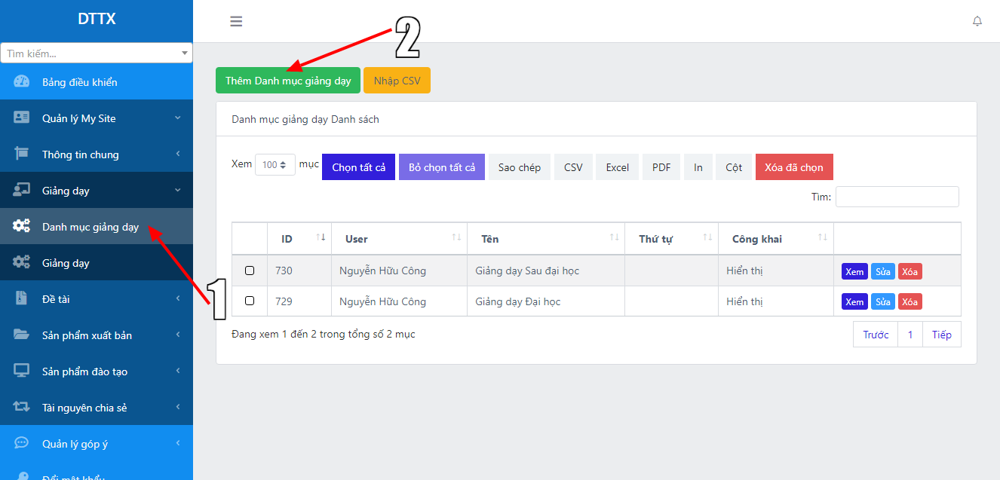 DTTX
Tìm kiếm...
Bảng điều khiển
Quản lý My Site
Thông tin chung
Giảng dạy
Danh mục giảng dạy
Giảng dạy
Đề tài
Sản phẩm xuất bản
Sản phẩm đào tạo
Tài nguyên chia sẻ
Quản lý góp ý
Đổi mật khẩu
1
2
Thêm Danh mục giảng dạy Nhập CSV
Danh mục giảng dạy Danh sách
Xem 100 mục Chọn tất cả Bỏ chọn tất cả Sao chép CSV Excel PDF In Cột Xóa đã chọn
Tìm:
ID User Tên Thứ tự Công khai
730 Nguyễn Hữu Công Giảng dạy Sau đại học Hiển thị Xem Sửa Xóa
729 Nguyễn Hữu Công Giảng dạy Đại học Hiển thị Xem Sửa Xóa
Đang xem 1 đến 2 trong tổng số 2 mục Trước 1 Tiếp